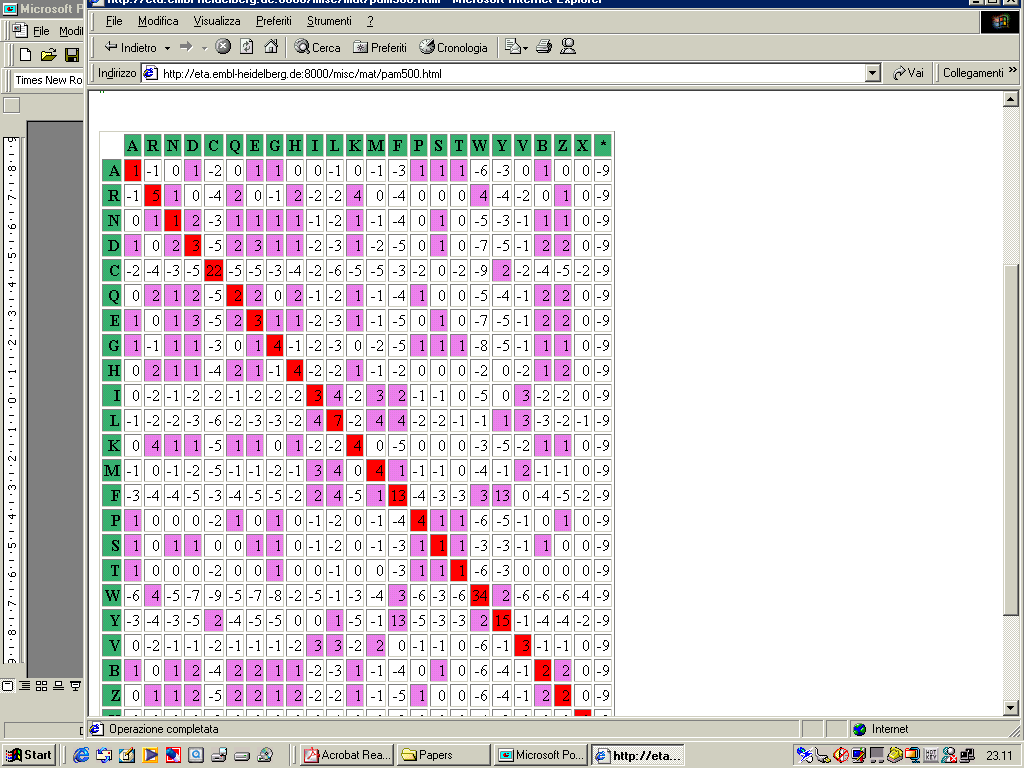 Microsoft P
http://eta.embl-heidelberg.de:8000/misc/mat/pam500.html - Microsoft Internet Explorer
File Modi
File Modifica Visualizza Preferiti Strumenti ?
Indietro Cerca Preferiti Cronologia
Times New Ro
Indirizzo http://eta.embl-heidelberg.de:8000/misc/mat/pam500.html Vai Collegamenti »
A R N D C Q E G H I L K M F P S T W Y V B Z X *
A 1 -1 0 1 -2 0 1 1 0 0 -1 0 -1 -3 1 1 1 -6 -3 0 1 0 0 -9
R -1 5 1 0 -4 2 0 -1 2 -2 -2 4 0 -4 0 0 0 4 -4 -2 0 1 0 -9
N 0 1 1 2 -3 1 1 1 1 -1 -2 1 -1 -4 0 1 0 -5 -3 -1 1 1 0 -9
D 1 0 2 3 -5 2 3 1 1 -2 -3 1 -2 -5 0 1 0 -7 -5 -1 2 2 0 -9
C -2 -4 -3 -5 22 -5 -5 -3 -4 -2 -6 -5 -5 -3 -2 0 -2 -9 2 -2 -4 -5 -2 -9
Q 0 2 1 2 -5 2 2 0 2 -1 -2 1 -1 -4 1 0 0 -5 -4 -1 2 2 0 -9
E 1 0 1 3 -5 2 3 1 1 -2 -3 1 -1 -5 0 1 0 -7 -5 -1 2 2 0 -9
G 1 -1 1 1 -3 0 1 4 -1 -2 -3 0 -2 -5 1 1 1 -8 -5 -1 1 1 0 -9
H 0 2 1 1 -4 2 1 -1 4 -2 -2 1 -1 -2 0 0 0 -2 0 -2 1 2 0 -9
I 0 -2 -1 -2 -2 -1 -2 -2 -2 3 4 -2 3 2 -1 -1 0 -5 0 3 -2 -2 0 -9
L -1 -2 -2 -3 -6 -2 -3 -3 -2 4 7 -2 4 4 -2 -2 -1 -1 1 3 -3 -2 -1 -9
K 0 4 1 1 -5 1 1 0 1 -2 -2 4 0 -5 0 0 0 -3 -5 -2 1 1 0 -9
M -1 0 -1 -2 -5 -1 -1 -2 -1 3 4 0 4 1 -1 -1 0 -4 -1 2 -1 -1 0 -9
F -3 -4 -4 -5 -3 -4 -5 -5 -2 2 4 -5 1 13 -4 -3 -3 3 13 0 -4 -5 -2 -9
P 1 0 0 0 -2 1 0 1 0 -1 -2 0 -1 -4 4 1 1 -6 -5 -1 0 1 0 -9
S 1 0 1 1 0 0 1 1 0 -1 -2 0 -1 -3 1 1 1 -3 -3 -1 1 0 0 -9
T 1 0 0 0 -2 0 0 1 0 0 -1 0 0 -3 1 1 1 -6 -3 0 0 0 0 -9
W -6 4 -5 -7 -9 -5 -7 -8 -2 -5 -1 -3 -4 3 -6 -3 -6 34 2 -6 -6 -6 -4 -9
Y -3 -4 -3 -5 2 -4 -5 -5 0 0 1 -5 -1 13 -5 -3 -3 2 15 -1 -4 -4 -2 -9
V 0 -2 -1 -1 -2 -1 -1 -1 -2 3 3 -2 2 0 -1 -1 0 -6 -1 3 -1 -1 0 -9
B 1 0 1 2 -4 2 2 1 1 -2 -3 1 -1 -4 0 1 0 -6 -4 -1 2 2 0 -9
Z 0 1 1 2 -5 2 2 1 2 -2 -2 1 -1 -5 1 0 0 -6 -4 -1 2 2 0 -9
Operazione completata Internet
Start Acrobat Rea... Papers Microsoft Po... http://eta.... 23.11